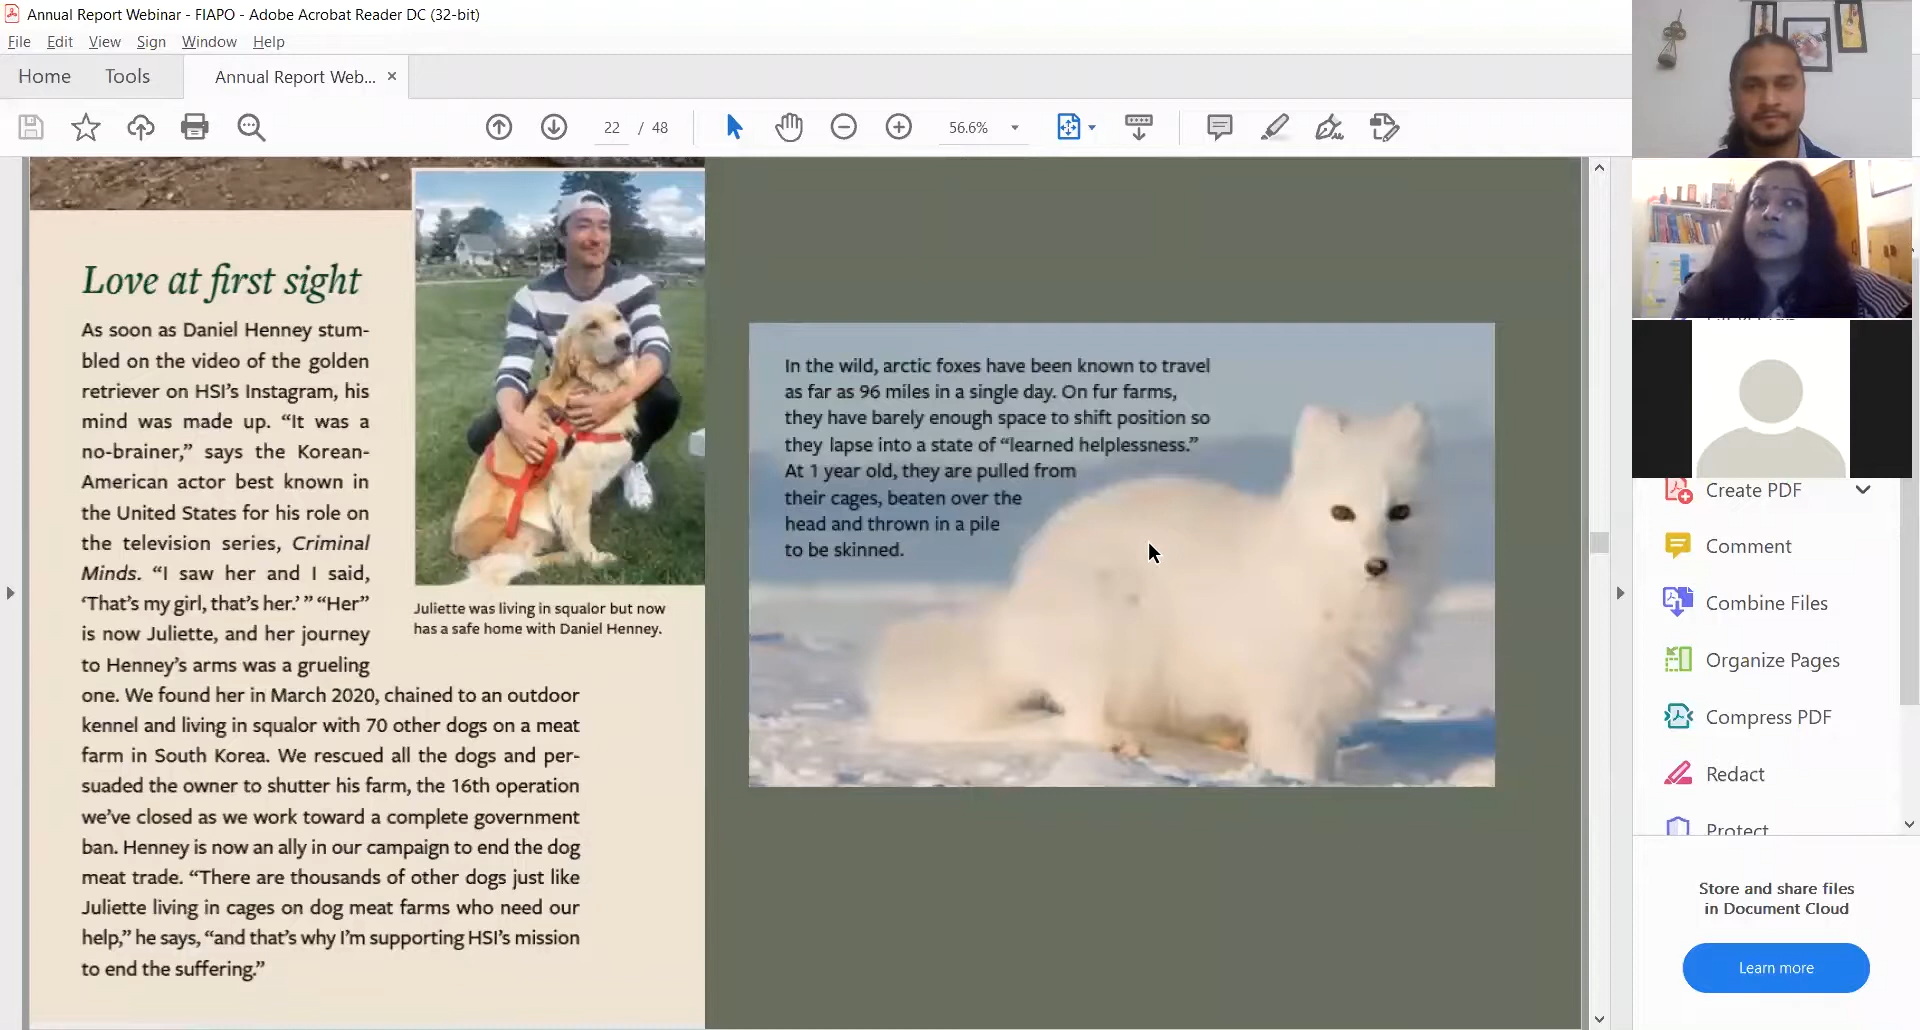 Annual Report Webinar - FIAPO - Adobe Acrobat Reader DC (32-bit)
File Edit View Sign Window Help
Home Tools Annual Report Web... ×
22 / 48 56.6%
Love at first sight
As soon as Daniel Henney stum-
bled on the video of the golden
retriever on HSI’s Instagram, his
mind was made up. “It was a
no-brainer,” says the Korean-
American actor best known in
the United States for his role on
the television series, Criminal
Minds. “I saw her and I said,
‘That’s my girl, that’s her.’ ” “Her”
is now Juliette, and her journey
to Henney’s arms was a grueling
one. We found her in March 2020, chained to an outdoor
kennel and living in squalor with 70 other dogs on a meat
farm in South Korea. We rescued all the dogs and per-
suaded the owner to shutter his farm, the 16th operation
we’ve closed as we work toward a complete government
ban. Henney is now an ally in our campaign to end the dog
meat trade. “There are thousands of other dogs just like
Juliette living in cages on dog meat farms who need our
help,” he says, “and that’s why I’m supporting HSI’s mission
to end the suffering.”
Juliette was living in squalor but now
has a safe home with Daniel Henney.
In the wild, arctic foxes have been known to travel
as far as 96 miles in a single day. On fur farms,
they have barely enough space to shift position so
they lapse into a state of “learned helplessness.”
At 1 year old, they are pulled from
their cages, beaten over the
head and thrown in a pile
to be skinned.
Create PDF
Comment
Combine Files
Organize Pages
Compress PDF
Redact
Protect
Store and share files
in Document Cloud
Learn more